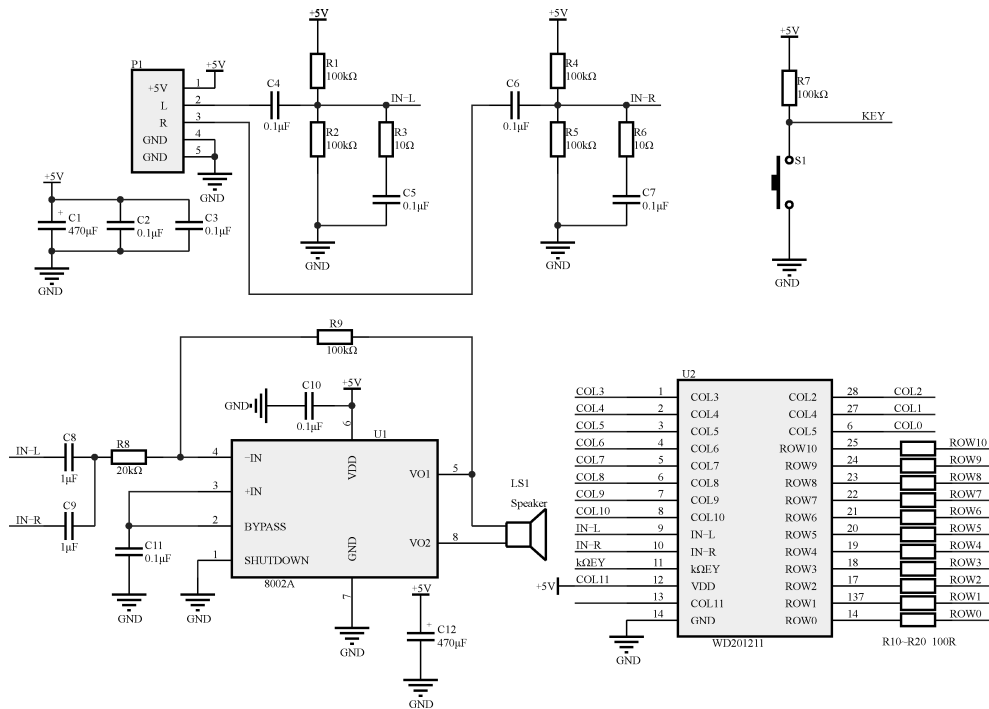 +5V
+5V
+5V
P1
+5V
+5V 1
L 2
R 3
GND 4
GND 5
GND
C4
0.1μF
R1
100kΩ
IN-L
R2
100kΩ
R3
10Ω
C5
0.1μF
GND
C6
0.1μF
R4
100kΩ
IN-R
R5
100kΩ
R6
10Ω
C7
0.1μF
GND
R7
100kΩ
KEY
S1
GND
+5V
+
C1
470μF
C2
0.1μF
C3
0.1μF
GND
R9
100kΩ
GND
C10
0.1μF
+5V
6
U1
IN-L
C8
1μF
R8
20kΩ
IN-R
C9
1μF
C11
0.1μF
GND
GND
4 -IN
3 +IN
2 BYPASS
1 SHUTDOWN
VDD
GND
VO1 5
VO2 8
8002A
7
GND
LS1
Speaker
+5V
+
C12
470μF
GND
U2
COL3 1 COL3 COL2 28 COL2
COL4 2 COL4 COL4 27 COL1
COL5 3 COL5 COL5 6 COL0
COL6 4 COL6 ROW10 25 ROW10
COL7 5 COL7 ROW9 24 ROW9
COL8 6 COL8 ROW8 23 ROW8
COL9 7 COL9 ROW7 22 ROW7
COL10 8 COL10 ROW6 21 ROW6
IN-L 9 IN-L ROW5 20 ROW5
IN-R 10 IN-R ROW4 19 ROW4
kΩEY 11 kΩEY ROW3 18 ROW3
+5V COL11 12 VDD ROW2 17 ROW2
13 COL11 ROW1 137 ROW1
14 GND ROW0 14 ROW0
GND
WD201211
R10~R20 100R